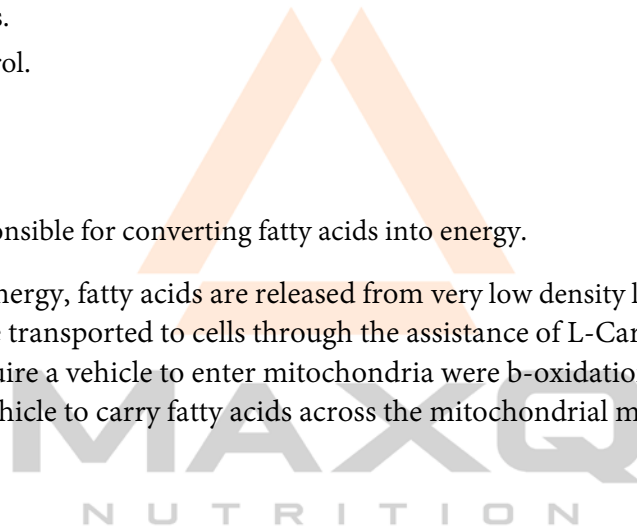 s.
rol.
onsible for converting fatty acids into energy.
nergy, fatty acids are released from very low density l
e transported to cells through the assistance of L-Car
uire a vehicle to enter mitochondria were b-oxidation
hicle to carry fatty acids across the mitochondrial m
MAXQ
NUTRITION